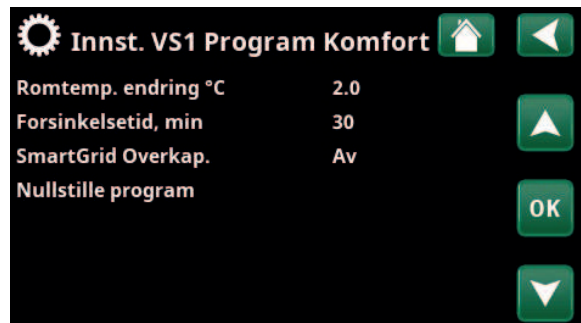 Innst. VS1 Program Komfort
Romtemp. endring °C 2.0
Forsinkelsetid, min 30
SmartGrid Overkap. Av
Nullstille program
OK